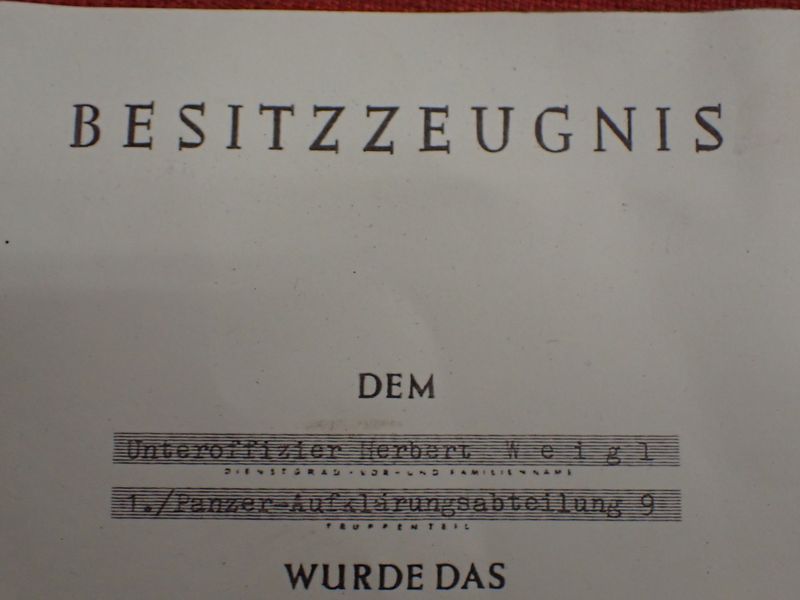 BESITZZEUGNIS
DEM
Unteroffizier Herbert Weigl
DIENSTGRAD · VOR- UND FAMILIENNAME
1./Panzer-Aufklärungsabteilung 9
TRUPPENTEIL
WURDE DAS